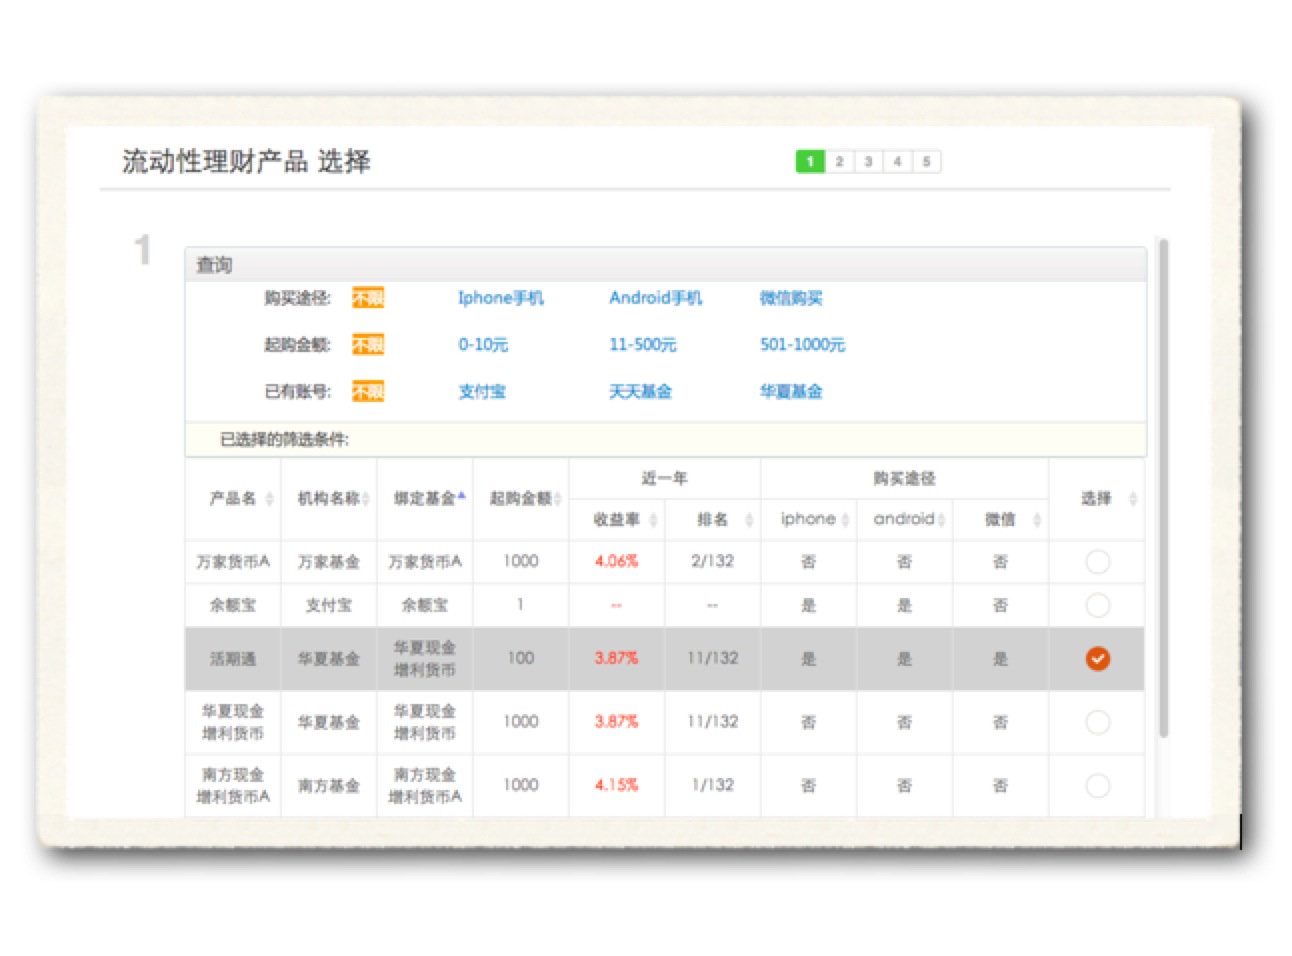 流动性理财产品 选择
1 2 3 4 5
1
查询
购买途径: 不限 Iphone手机 Android手机 微信购买
起购金额: 不限 0-10元 11-500元 501-1000元
已有账号: 不限 支付宝 天天基金 华夏基金
已选择的筛选条件:
近一年 购买途径
产品名 机构名称 绑定基金 起购金额 选择
收益率 排名 iphone android 微信
万家货币A 万家基金 万家货币A 1000 4.06% 2/132 否 否 否
余额宝 支付宝 余额宝 1 -- -- 是 是 否
华夏现金
活期通 华夏基金 100 3.87% 11/132 是 是 是
增利货币
华夏现金 华夏现金
华夏基金 1000 3.87% 11/132 否 否 否
增利货币 增利货币
南方现金 南方现金
南方基金 1000 4.15% 1/132 否 否 否
增利货币A 增利货币A